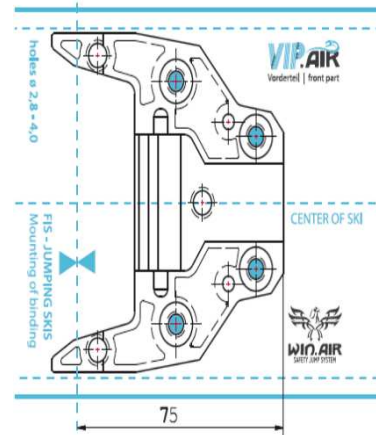 holes ø 2,8 - 4,0
VIP.AIR
Vorderteil | front part
CENTER OF SKI
FIS - JUMPING SKIS
Mounting of binding
WIN.AIR
SAFETY JUMP SYSTEM
75